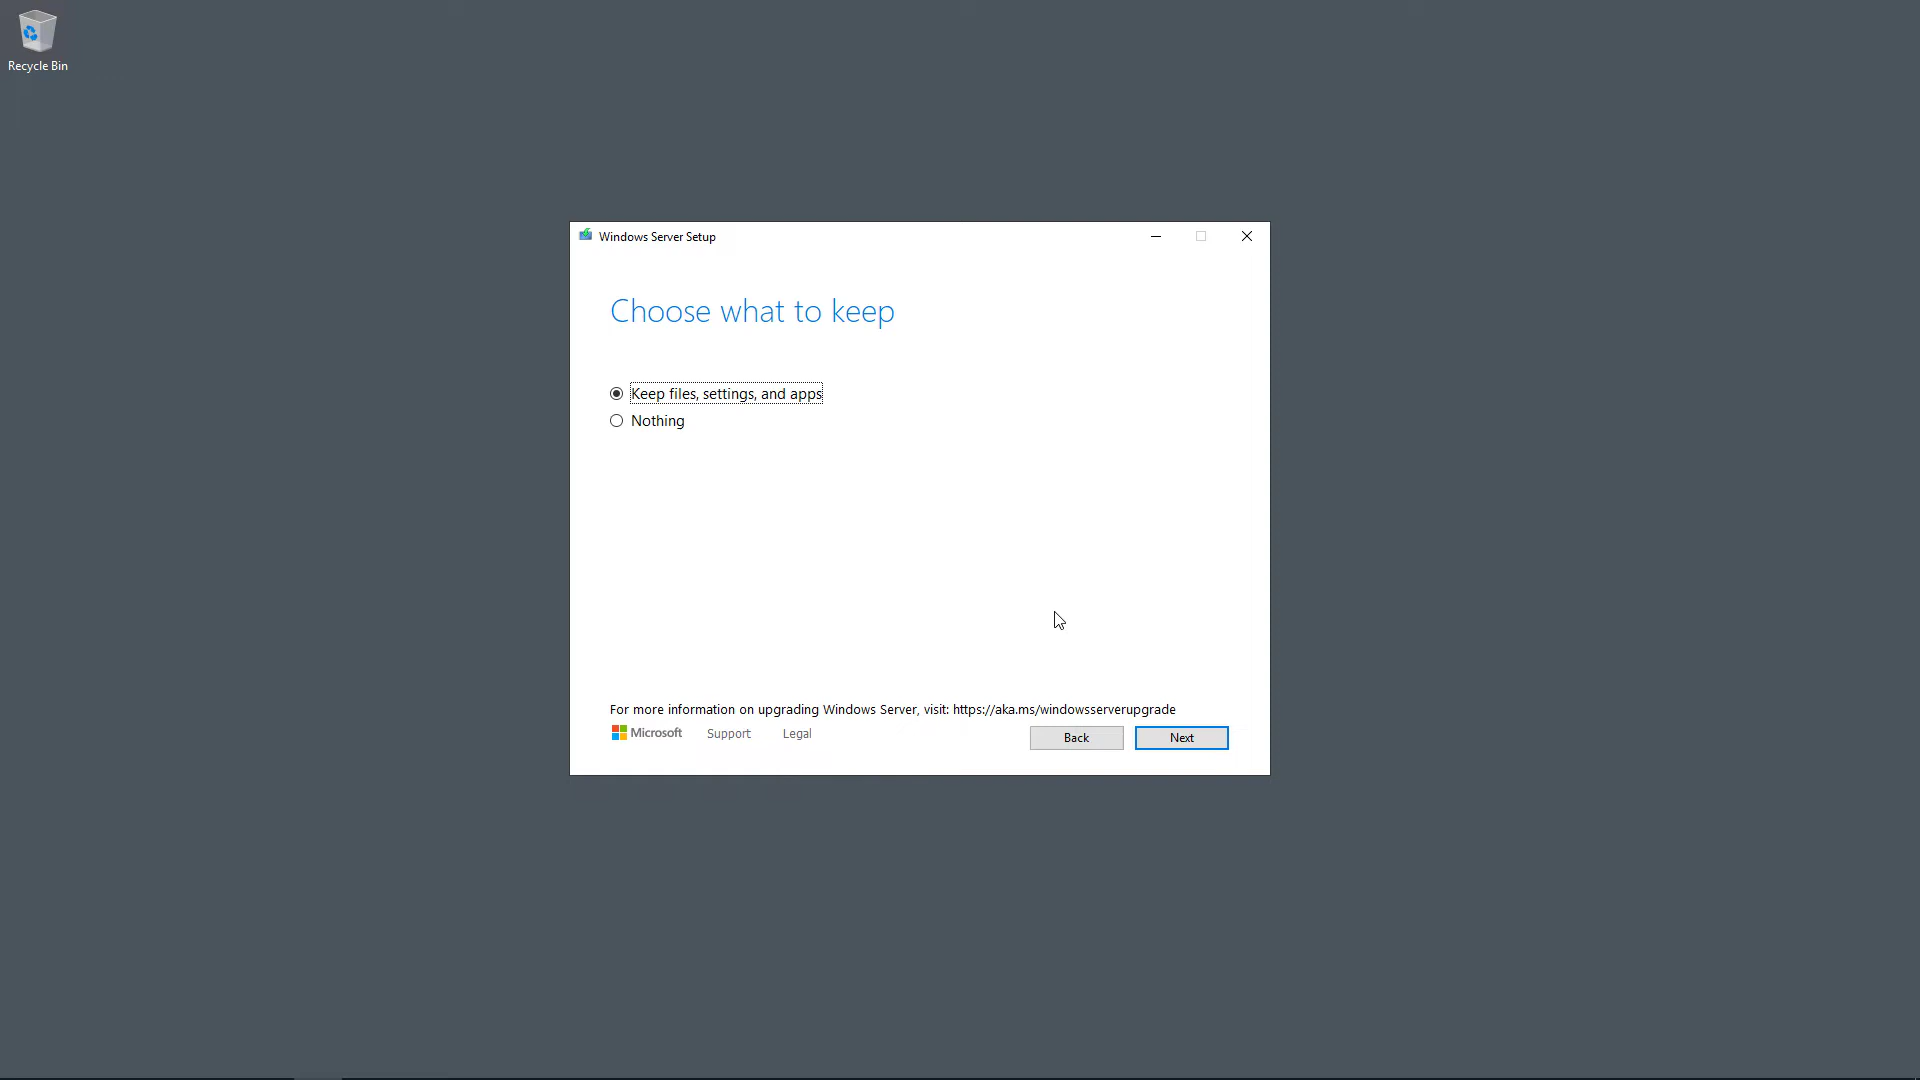 Recycle Bin
Windows Server Setup
Choose what to keep
Keep files, settings, and apps
Nothing
For more information on upgrading Windows Server, visit: https://aka.ms/windowsserverupgrade
Microsoft Support Legal Back Next